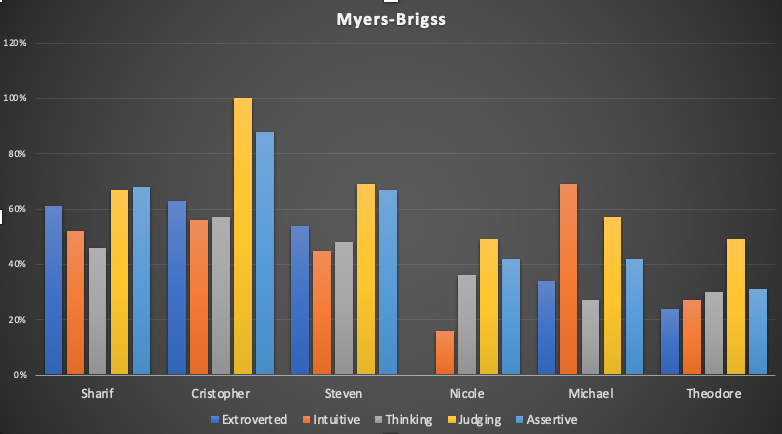 Myers-Brigss
120%
100%
80%
60%
40%
20%
0%
Sharif Cristopher Steven Nicole Michael Theodore
Extroverted Intuitive Thinking Judging Assertive